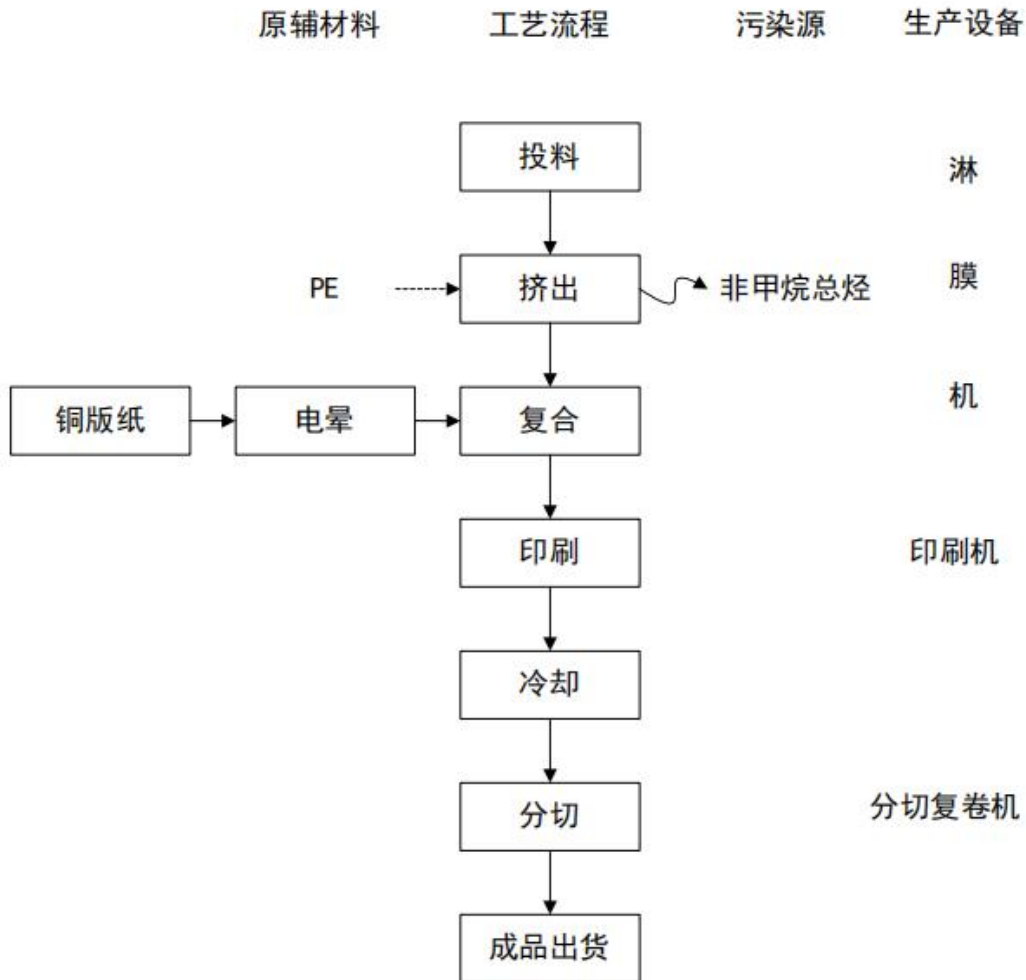 原辅材料 工艺流程 污染源 生产设备
投料
淋
PE 挤出 非甲烷总烃 膜
铜版纸 电晕 复合 机
印刷 印刷机
冷却
分切 分切复卷机
成品出货